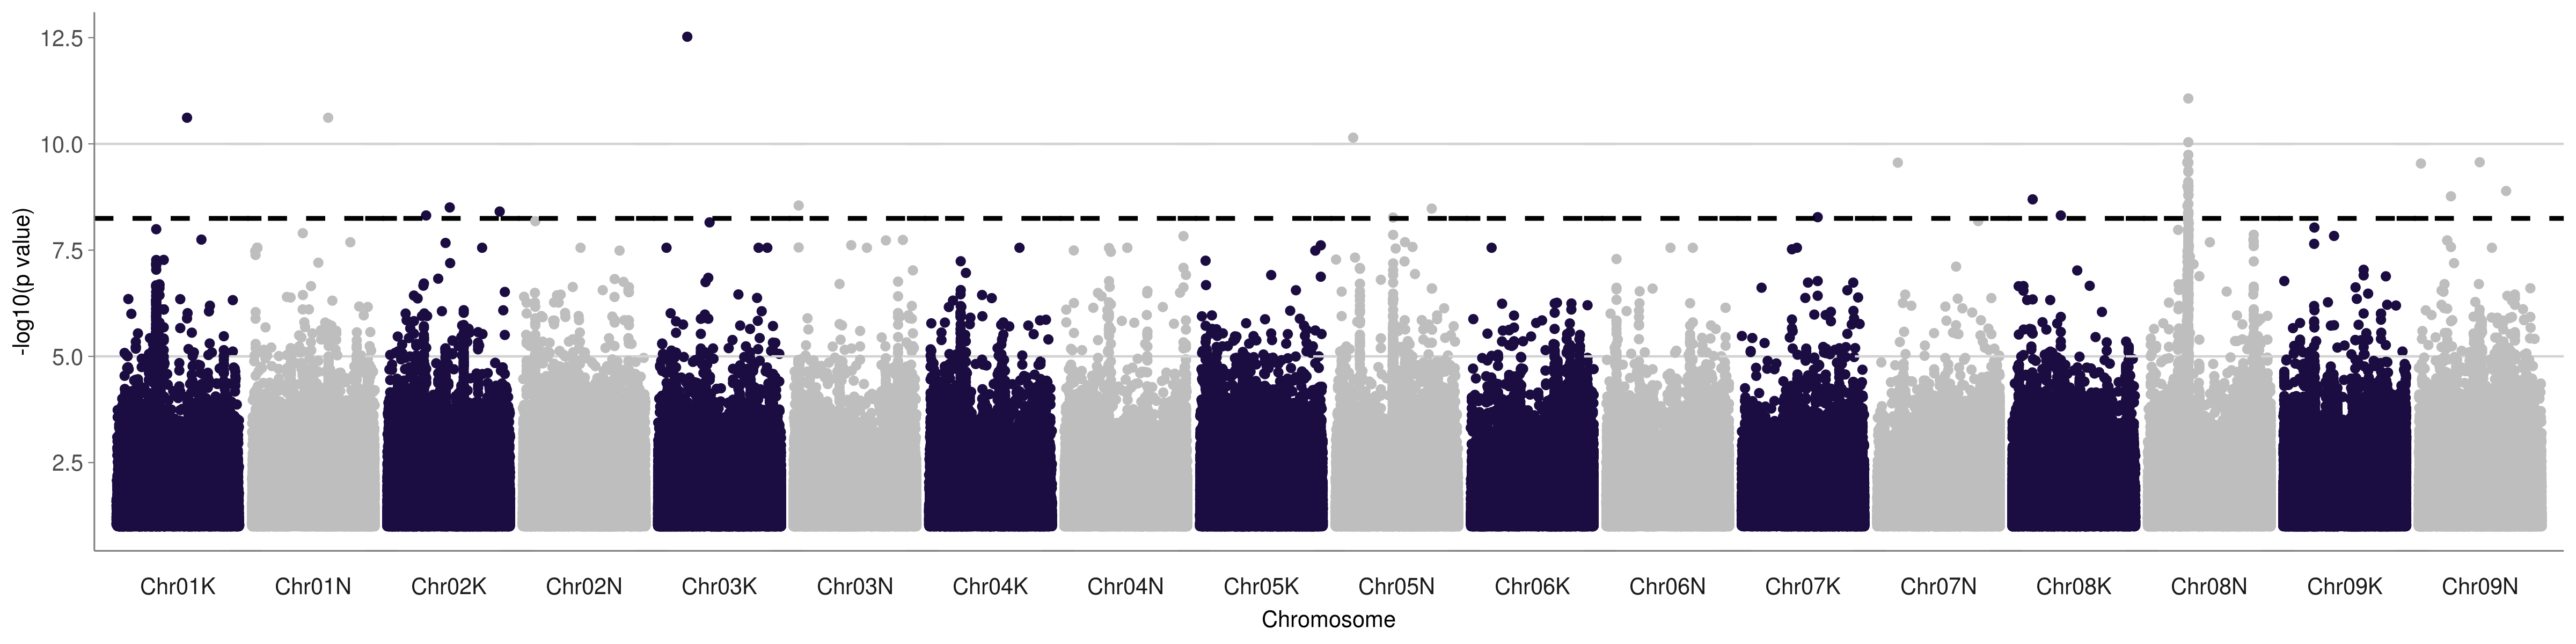 -log10(p value)
12.5
10.0
7.5
5.0
2.5
Chr01K Chr01N Chr02K Chr02N Chr03K Chr03N Chr04K Chr04N Chr05K Chr05N Chr06K Chr06N Chr07K Chr07N Chr08K Chr08N Chr09K Chr09N
Chromosome